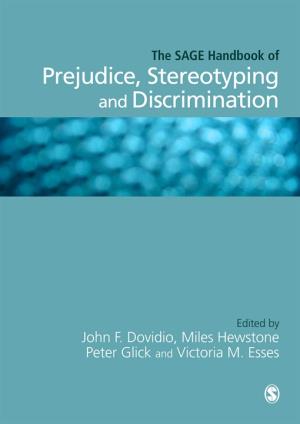 The SAGE Handbook of
Prejudice, Stereotyping
and Discrimination
Edited by
John F. Dovidio, Miles Hewstone
Peter Glick and Victoria M. Esses
S